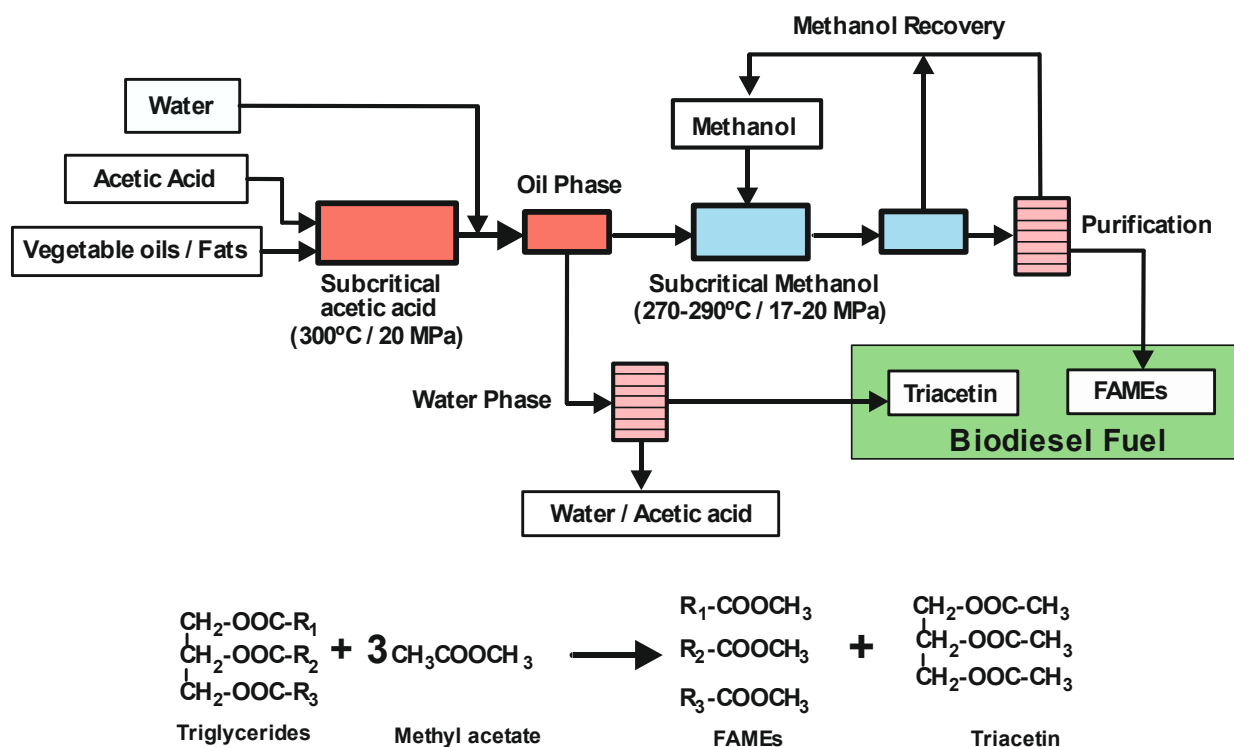 Methanol Recovery
Water
Methanol
Acetic Acid
Oil Phase
Vegetable oils / Fats
Purification
Subcritical
acetic acid
(300ºC / 20 MPa)
Subcritical Methanol
(270-290ºC / 17-20 MPa)
Water Phase
Triacetin
FAMEs
Biodiesel Fuel
Water / Acetic acid
CH₂-OOC-R₁
CH₂-OOC-R₂
CH₂-OOC-R₃
+
3CH₃COOCH₃
R₁-COOCH₃
R₂-COOCH₃
R₃-COOCH₃
+
CH₂-OOC-CH₃
CH₂-OOC-CH₃
CH₂-OOC-CH₃
Triglycerides
Methyl acetate
FAMEs
Triacetin